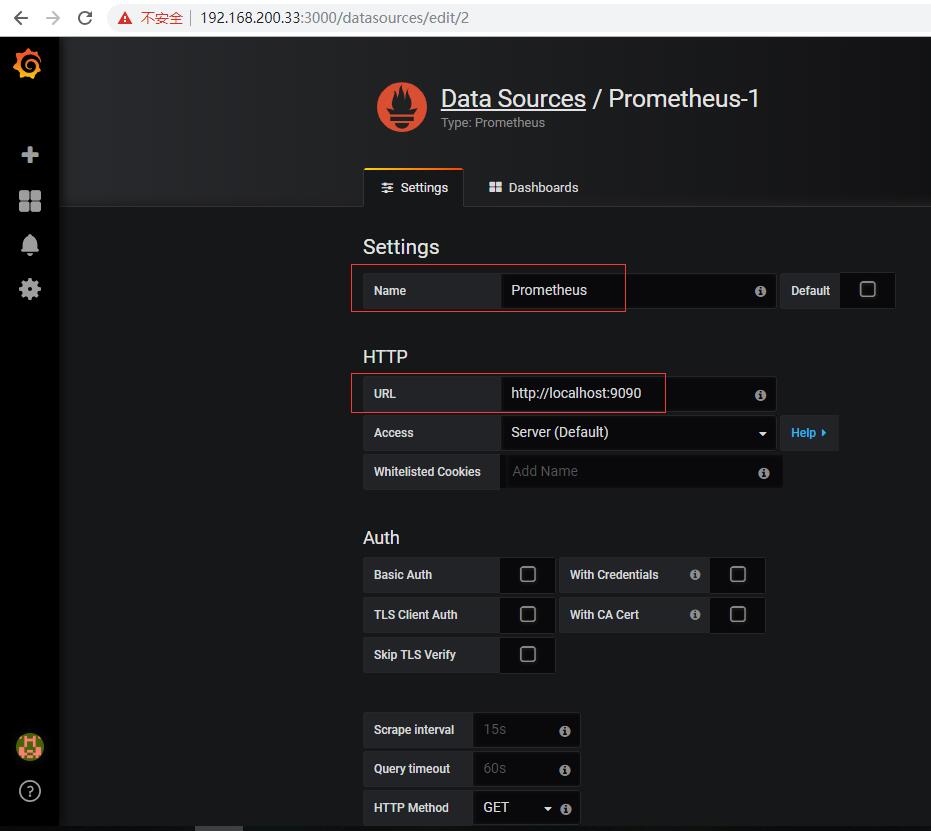 不安全 | 192.168.200.33:3000/datasources/edit/2
Data Sources / Prometheus-1
Type: Prometheus
Settings Dashboards
Settings
Name Prometheus Default
HTTP
URL http://localhost:9090
Access Server (Default) Help
Whitelisted Cookies Add Name
Auth
Basic Auth With Credentials
TLS Client Auth With CA Cert
Skip TLS Verify
Scrape interval 15s
Query timeout 60s
HTTP Method GET